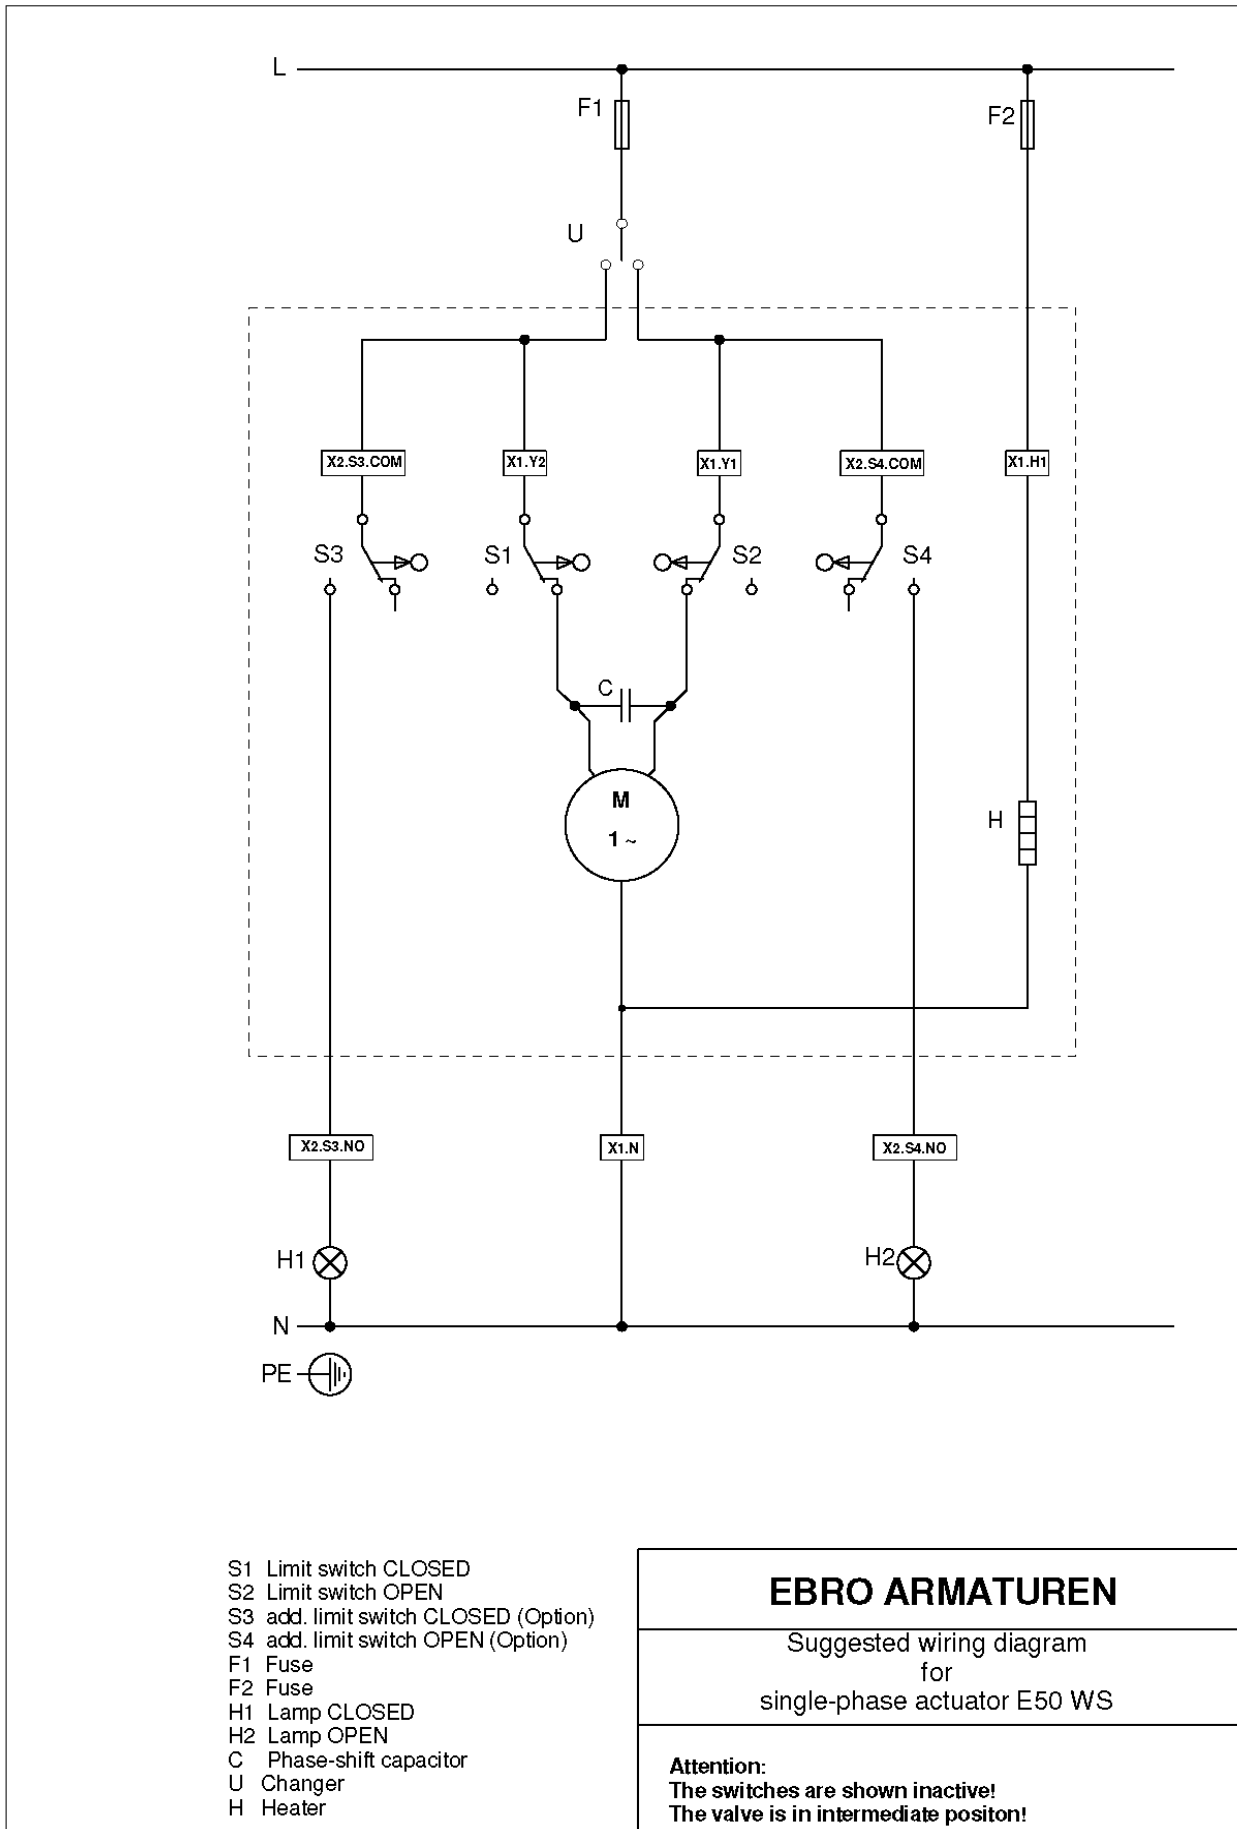 L
F1
F2
U
X2.S3.COM
X1.Y2
X1.Y1
X2.S4.COM
X1.H1
S3
S1
S2
S4
C
M
1 ~
H
X2.S3.NO
X1.N
X2.S4.NO
H1
H2
N
PE
S1 Limit switch CLOSED
S2 Limit switch OPEN
S3 add. limit switch CLOSED (Option)
S4 add. limit switch OPEN (Option)
F1 Fuse
F2 Fuse
H1 Lamp CLOSED
H2 Lamp OPEN
C Phase-shift capacitor
U Changer
H Heater
EBRO ARMATUREN
Suggested wiring diagram
for
single-phase actuator E50 WS
Attention:
The switches are shown inactive!
The valve is in intermediate positon!